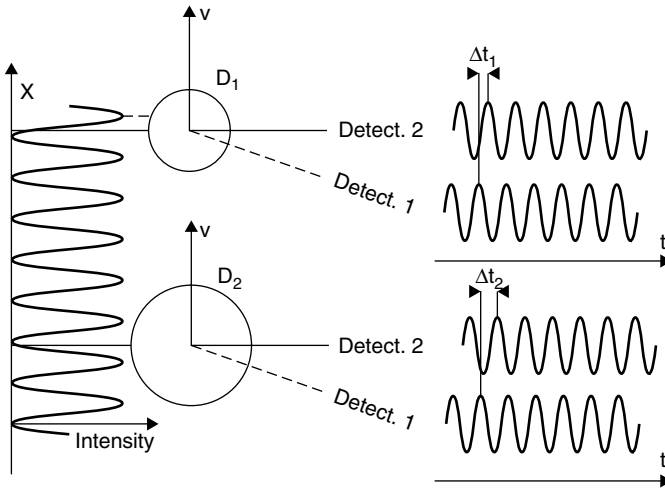 v
Δt₁
X
D₁
Detect. 2
Detect. 1
t
v
Δt₂
D₂
Detect. 2
Detect. 1
Intensity
t